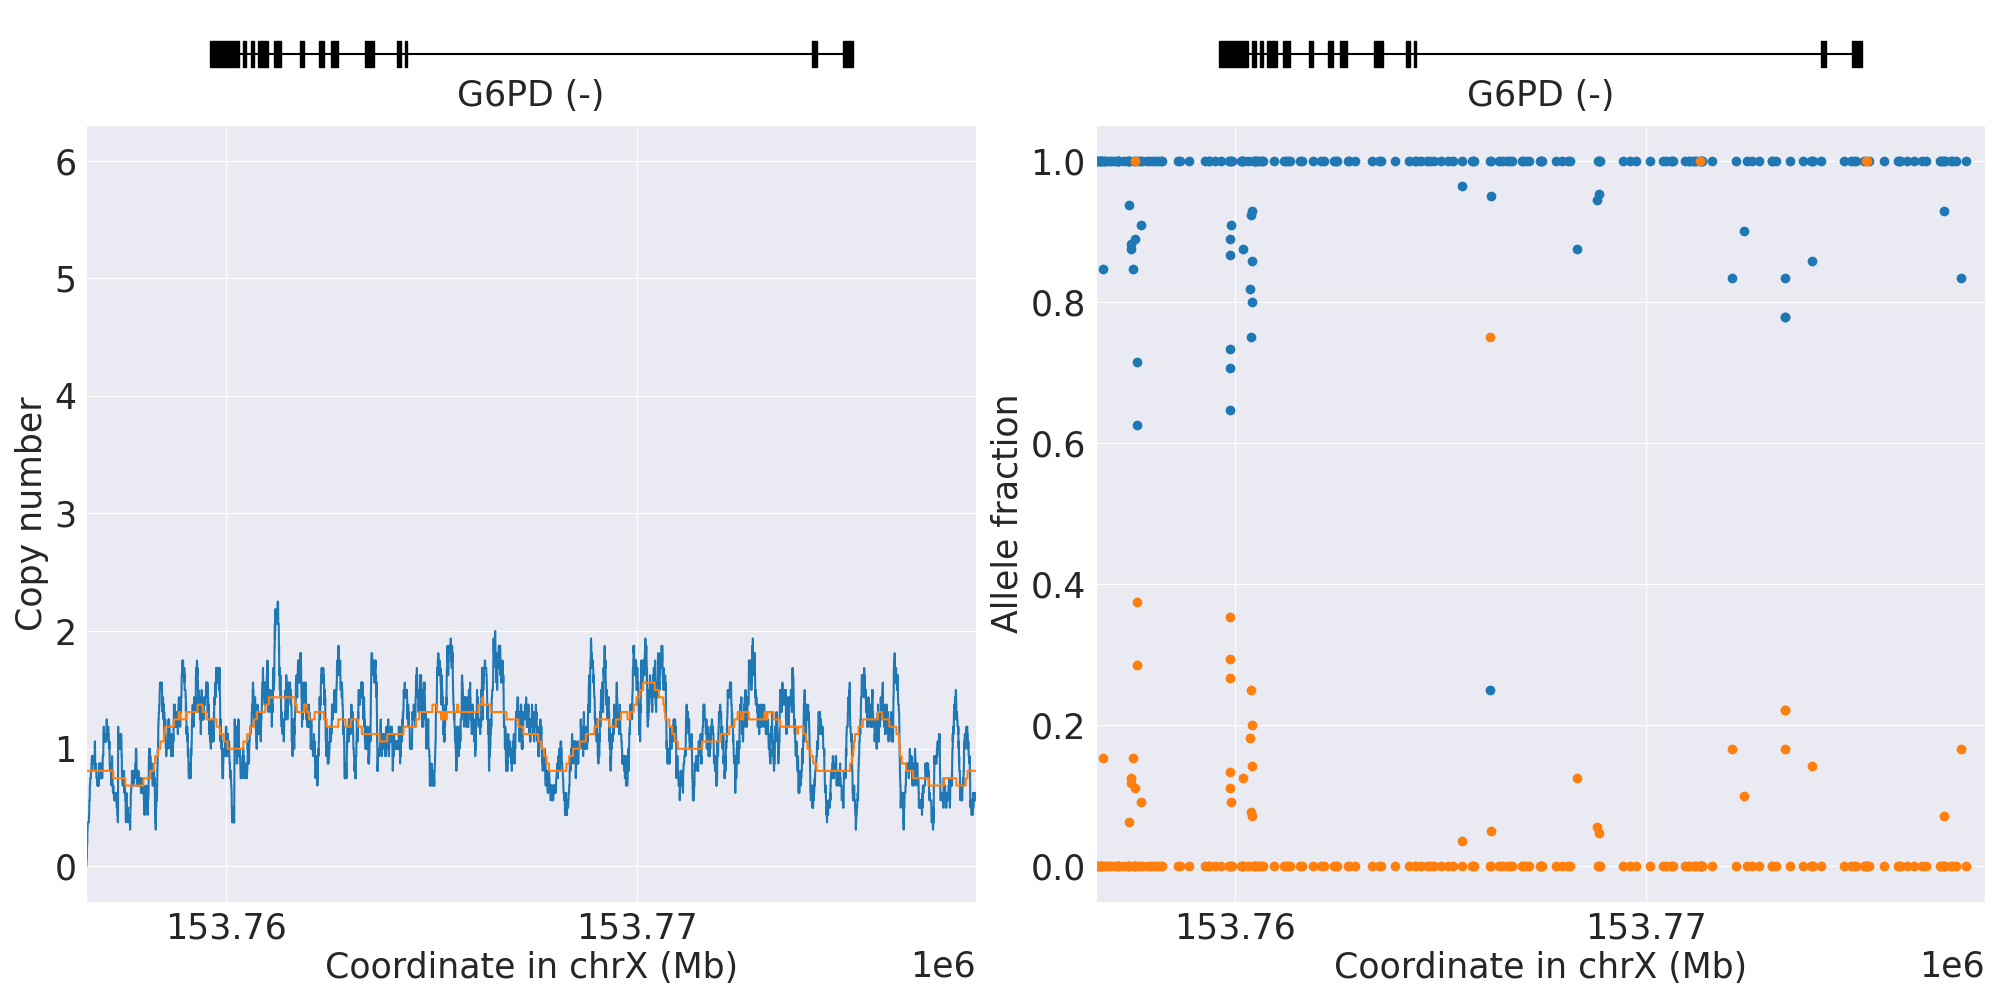 G6PD (-)
6
5
4
3
2
1
0
Copy number
153.76
153.77
Coordinate in chrX (Mb)
1e6
G6PD (-)
1.0
0.8
0.6
0.4
0.2
0.0
Allele fraction
153.76
153.77
Coordinate in chrX (Mb)
1e6